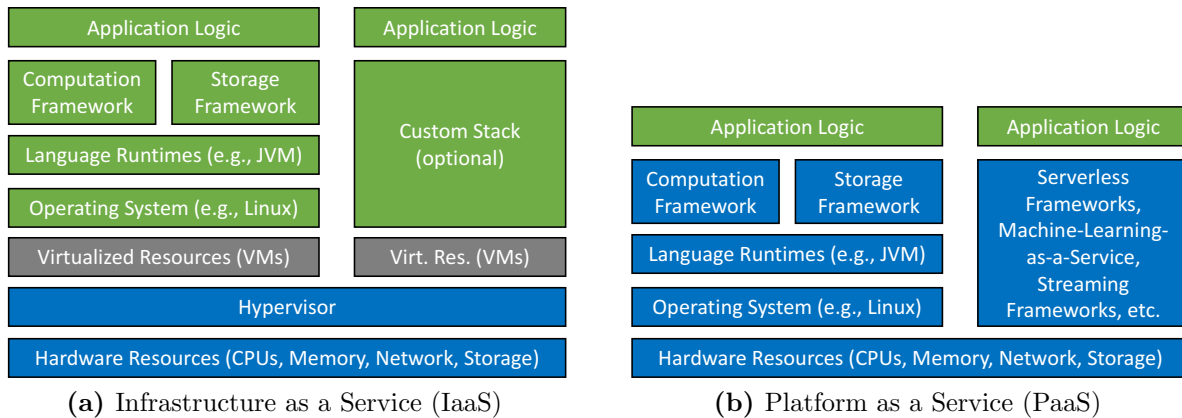 Application Logic
Application Logic
Computation
Framework
Storage
Framework
Custom Stack
(optional)
Language Runtimes (e.g., JVM)
Operating System (e.g., Linux)
Virtualized Resources (VMs)
Virt. Res. (VMs)
Hypervisor
Hardware Resources (CPUs, Memory, Network, Storage)
(a) Infrastructure as a Service (IaaS)
Application Logic
Application Logic
Computation
Framework
Storage
Framework
Serverless
Frameworks,
Machine-Learning-
as-a-Service,
Streaming
Frameworks, etc.
Language Runtimes (e.g., JVM)
Operating System (e.g., Linux)
Hardware Resources (CPUs, Memory, Network, Storage)
(b) Platform as a Service (PaaS)